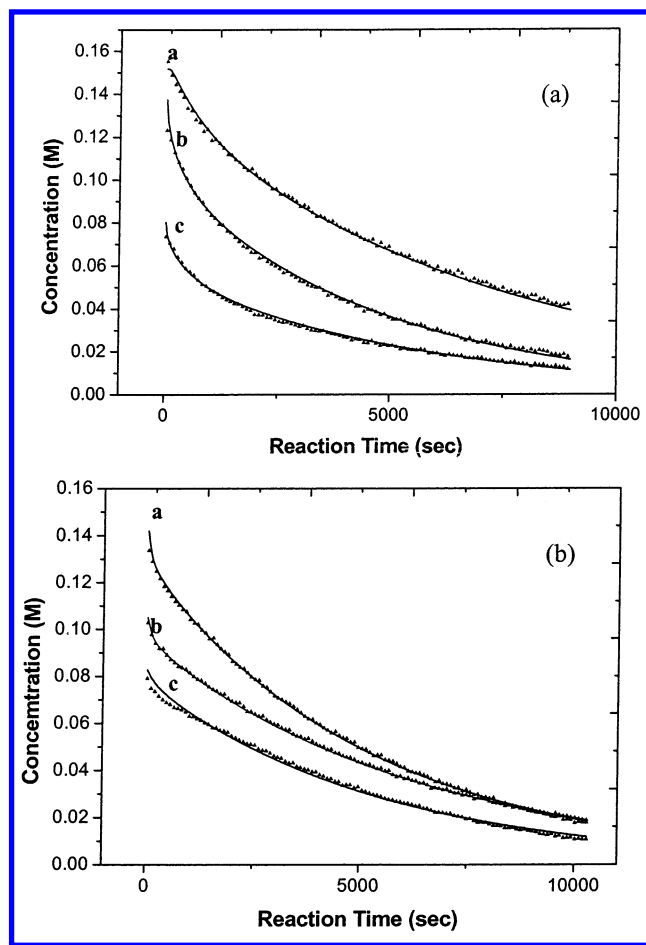 0.16
0.14
0.12
0.10
0.08
0.06
0.04
0.02
0.00
Concentration (M)
a
b
c
(a)
0
5000
10000
Reaction Time (sec)
0.16
0.14
0.12
0.10
0.08
0.06
0.04
0.02
0.00
Concemtration (M)
a
b
c
(b)
0
5000
10000
Reaction Time (sec)